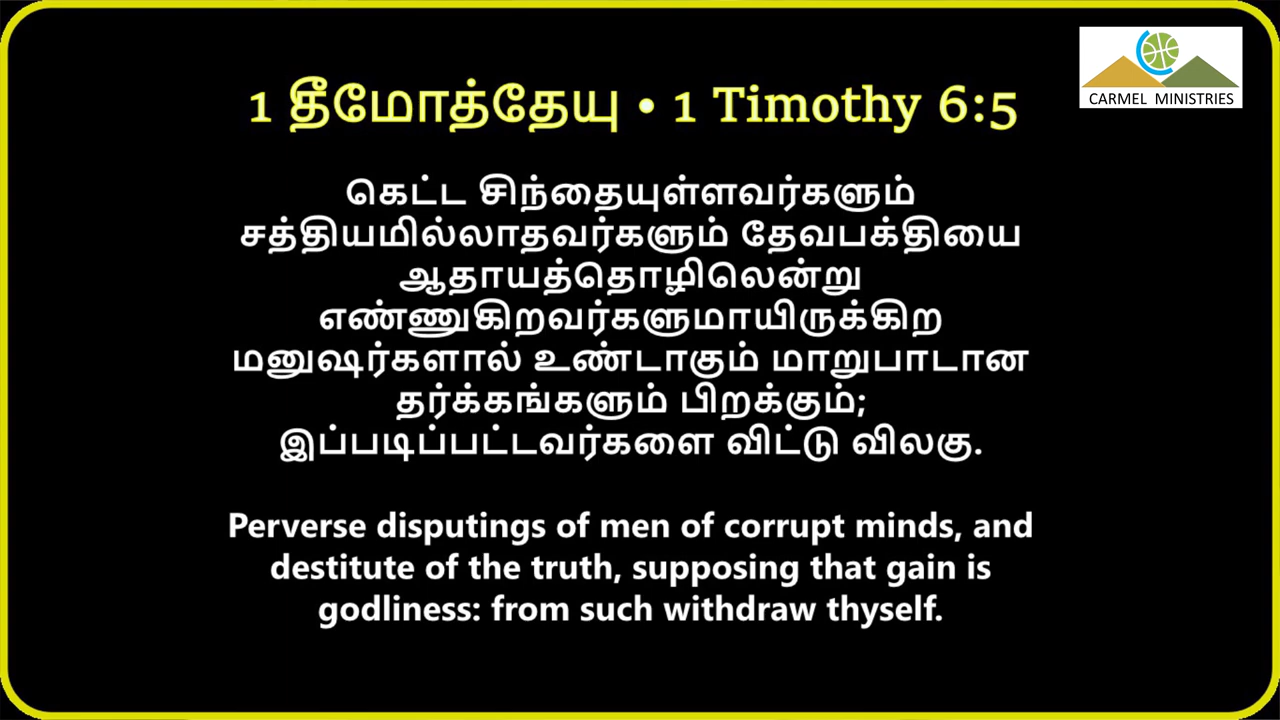 CARMEL MINISTRIES
1 தீமோத்தேயு • 1 Timothy 6:5
கெட்ட சிந்தையுள்ளவர்களும்
சத்தியமில்லாதவர்களும் தேவபக்தியை
ஆதாயத்தொழிலென்று
எண்ணுகிறவர்களுமாயிருக்கிற
மனுஷர்களால் உண்டாகும் மாறுபாடான
தர்க்கங்களும் பிறக்கும்;
இப்படிப்பட்டவர்களை விட்டு விலகு.
Perverse disputings of men of corrupt minds, and
destitute of the truth, supposing that gain is
godliness: from such withdraw thyself.